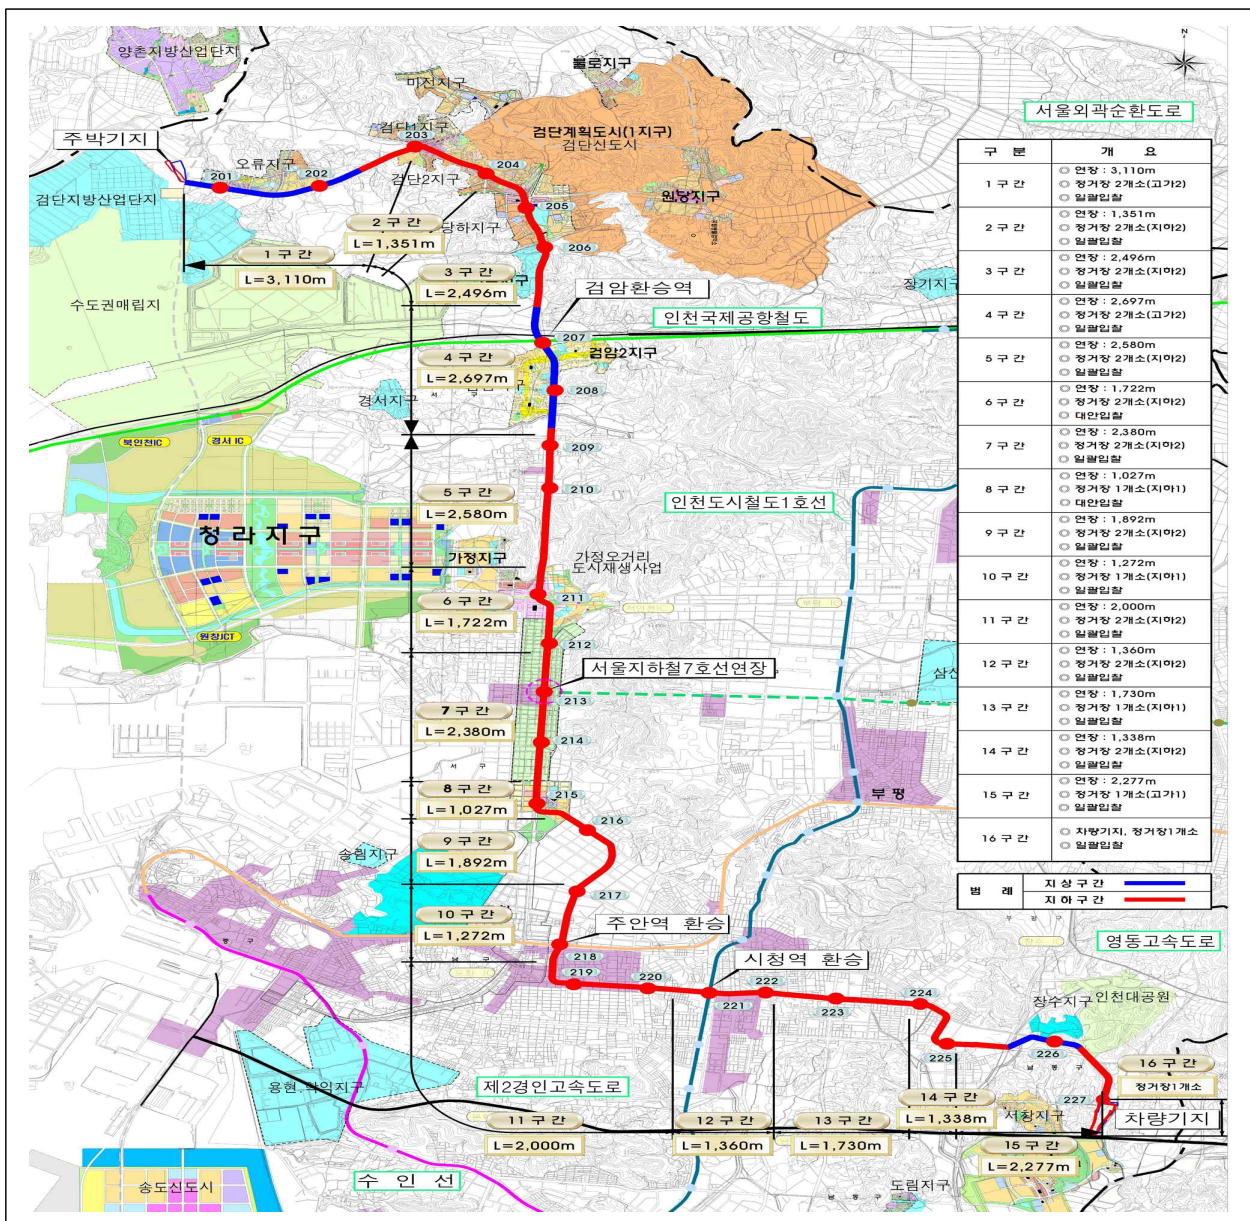 양촌지방산업단지
마전지구
불로지구
서울외곽순환도로
N
주박기지
검단1지구
203
검단계획도시(1지구)
검단신도시
오류지구
204
201
202
검단2지구
검단지방산업단지
원당지구
205
2 구 간
L=1,351m
당하지구
206
1 구 간
L=3,110m
3 구 간
L=2,496m
검암환승역
장기지구
수도권매립지
인천국제공항철도
207
검암2지구
4 구 간
L=2,697m
208
경서지구
서 구
북인천IC
경서 IC
209
5 구 간
L=2,580m
210
인천도시철도1호선
청 라 지 구
가정지구
가정오거리
도시재생사업
6 구 간
L=1,722m
211
원창JCT
212
서울지하철7호선연장
213
7 구 간
L=2,380m
214
북 항
서 구
8 구 간
L=1,027m
215
부 평
216
9 구 간
L=1,892m
송림지구
217
10 구 간
L=1,272m
주안역 환승
218
시청역 환승
동 구
남 구
219
220
221
222
223
224
225
226
227
장수지구
인천대공원
영동고속도로
남 동 구
16 구 간
정거장1개소
차량기지
서창지구
14 구 간
L=1,338m
용현,학익지구
제2경인고속도로
11 구 간
L=2,000m
12 구 간
L=1,360m
13 구 간
L=1,730m
15 구 간
L=2,277m
송도신도시
수 인 선
남 동 구
도림지구
구 분
개 요
1 구 간
◎ 연장 : 3,110m
◎ 정거장 2개소(고가2)
◎ 일괄입찰
2 구 간
◎ 연장 : 1,351m
◎ 정거장 2개소(지하2)
◎ 일괄입찰
3 구 간
◎ 연장 : 2,496m
◎ 정거장 2개소(지하2)
◎ 일괄입찰
4 구 간
◎ 연장 : 2,697m
◎ 정거장 2개소(고가2)
◎ 일괄입찰
5 구 간
◎ 연장 : 2,580m
◎ 정거장 2개소(지하2)
◎ 일괄입찰
6 구 간
◎ 연장 : 1,722m
◎ 정거장 2개소(지하2)
◎ 대안입찰
7 구 간
◎ 연장 : 2,380m
◎ 정거장 2개소(지하2)
◎ 일괄입찰
8 구 간
◎ 연장 : 1,027m
◎ 정거장 1개소(지하1)
◎ 대안입찰
9 구 간
◎ 연장 : 1,892m
◎ 정거장 2개소(지하2)
◎ 일괄입찰
10 구 간
◎ 연장 : 1,272m
◎ 정거장 1개소(지하1)
◎ 일괄입찰
11 구 간
◎ 연장 : 2,000m
◎ 정거장 2개소(지하2)
◎ 일괄입찰
12 구 간
◎ 연장 : 1,360m
◎ 정거장 2개소(지하2)
◎ 일괄입찰
13 구 간
◎ 연장 : 1,730m
◎ 정거장 1개소(지하1)
◎ 일괄입찰
14 구 간
◎ 연장 : 1,338m
◎ 정거장 2개소(지하2)
◎ 일괄입찰
15 구 간
◎ 연장 : 2,277m
◎ 정거장 1개소(고가1)
◎ 일괄입찰
16 구 간
◎ 차량기지, 정거장1개소
◎ 일괄입찰
범 례
지 상 구 간
지 하 구 간